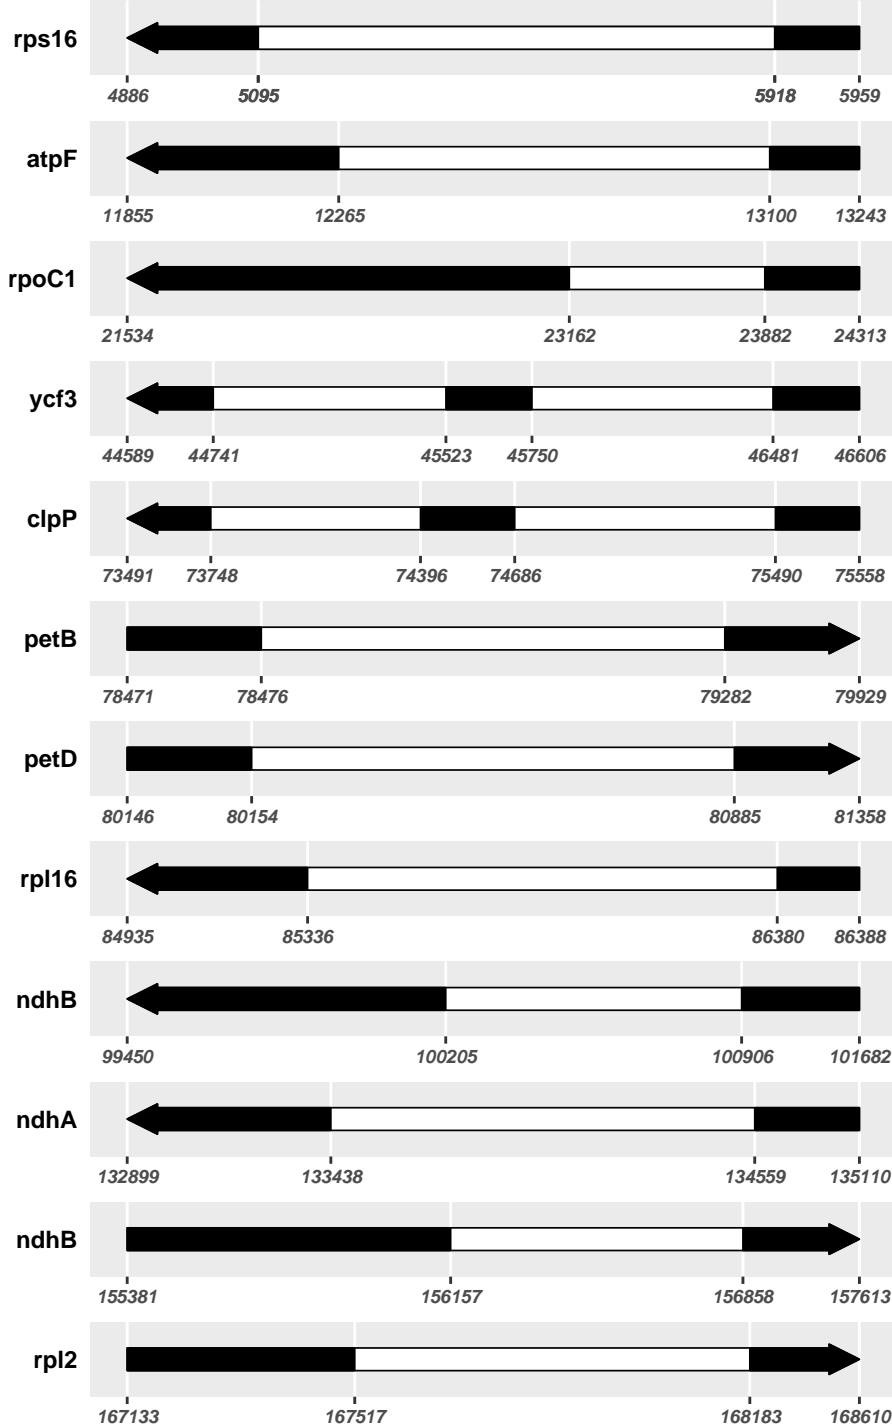 rps16
4886 5095 5918 5959
atpF
11855 12265 13100 13243
rpoC1
21534 23162 23882 24313
ycf3
44589 44741 45523 45750 46481 46606
clpP
73491 73748 74396 74686 75490 75558
petB
78471 78476 79282 79929
petD
80146 80154 80885 81358
rpl16
84935 85336 86380 86388
ndhB
99450 100205 100906 101682
ndhA
132899 133438 134559 135110
ndhB
155381 156157 156858 157613
rpl2
167133 167517 168183 168610